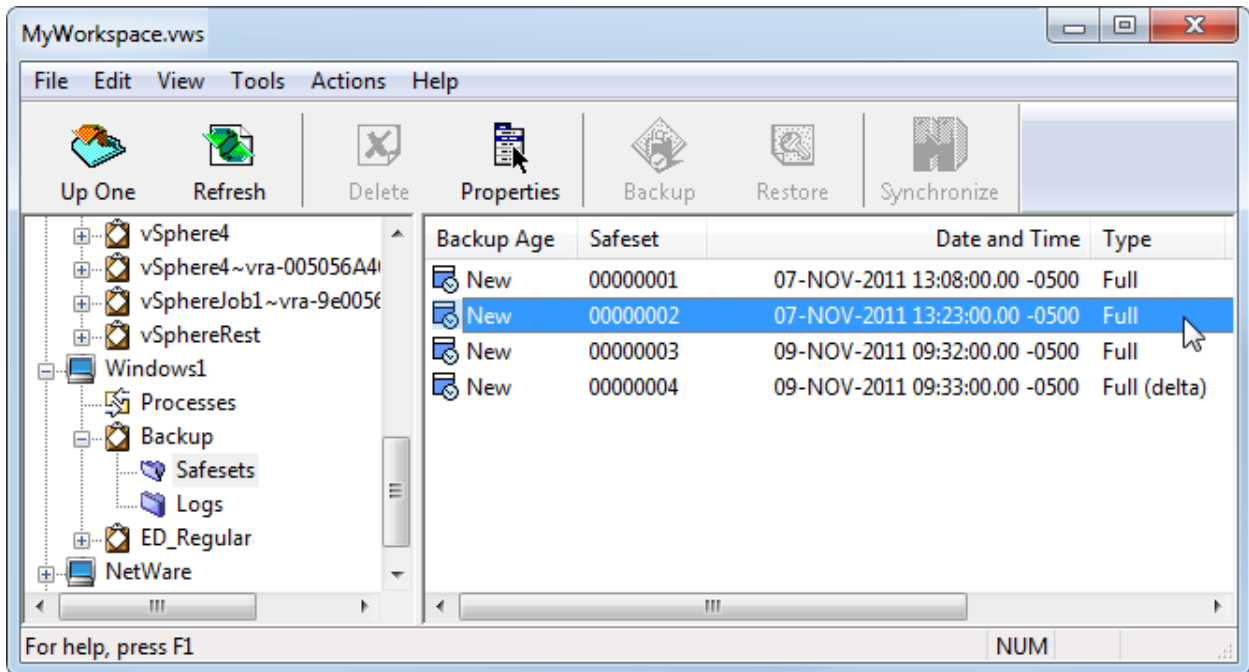 MyWorkspace.vws
File Edit View Tools Actions Help
Up One Refresh Delete Properties Backup Restore Synchronize
vSphere4
vSphere4~vra-005056A4
vSphereJob1~vra-9e0056
vSphereRest
Windows1
Processes
Backup
Safesets
Logs
ED_Regular
NetWare
Backup Age Safeset Date and Time Type
New 00000001 07-NOV-2011 13:08:00.00 -0500 Full
New 00000002 07-NOV-2011 13:23:00.00 -0500 Full
New 00000003 09-NOV-2011 09:32:00.00 -0500 Full
New 00000004 09-NOV-2011 09:33:00.00 -0500 Full (delta)
For help, press F1
NUM